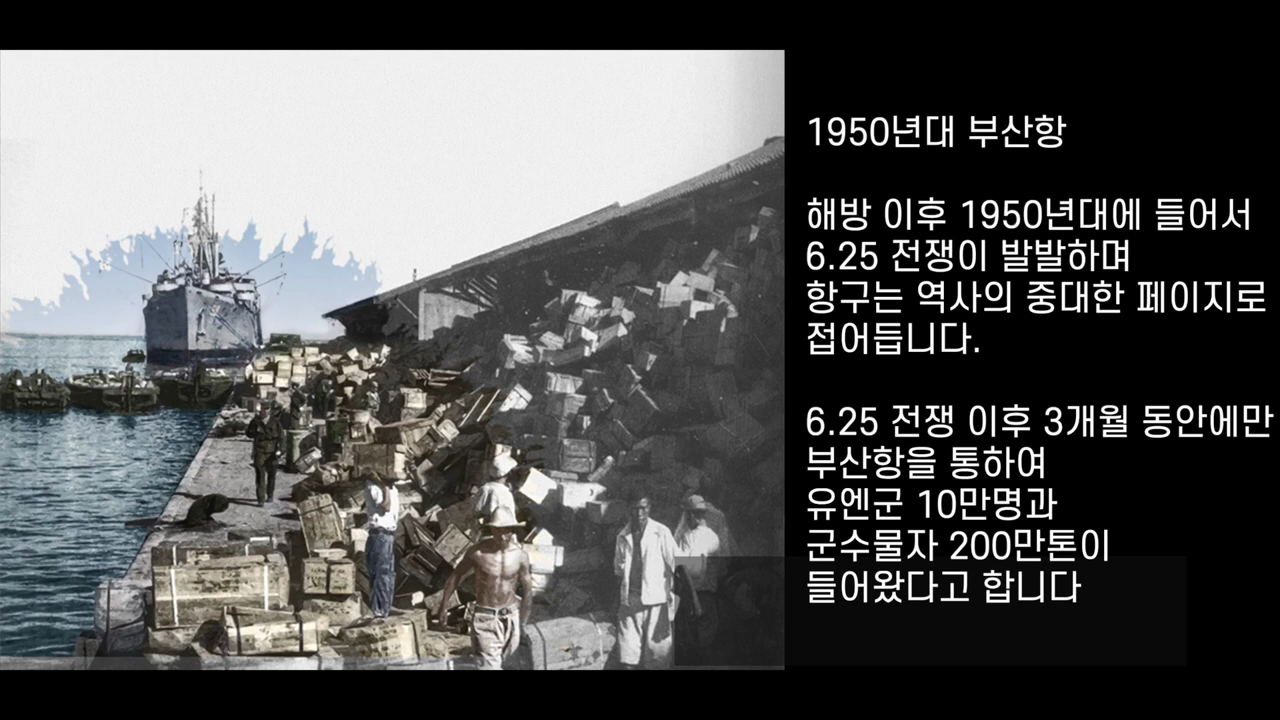 1950년대 부산항
해방 이후 1950년대에 들어서
6.25 전쟁이 발발하며
항구는 역사의 중대한 페이지로
접어듭니다.
6.25 전쟁 이후 3개월 동안에만
부산항을 통하여
유엔군 10만명과
군수물자 200만톤이
들어왔다고 합니다